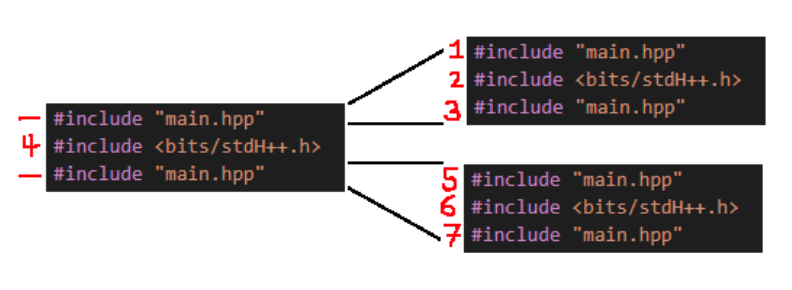 – #include "main.hpp"
4 #include <bits/stdH++.h>
– #include "main.hpp"
1 #include "main.hpp"
2 #include <bits/stdH++.h>
3 #include "main.hpp"
5 #include "main.hpp"
6 #include <bits/stdH++.h>
7 #include "main.hpp"